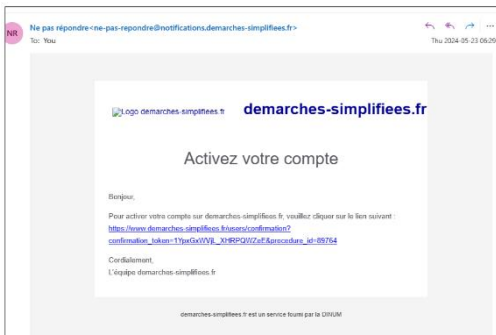 NR
Ne pas répondre<ne-pas-repondre@notifications.demarches-simplifiees.fr>
To: You
Thu 2024-05-23 06:29
Logo demarches-simplifiees.fr
demarches-simplifiees.fr
Activez votre compte
Bonjour,
Pour activer votre compte sur demarches-simplifiees.fr, veuillez cliquer sur le lien suivant :
https://www.demarches-simplifiees.fr/users/confirmation?
confirmation_token=1YpxGxWVjL_XHRPQWZeE&procedure_id=89764
Cordialement,
L'équipe demarches-simplifiees.fr
demarches-simplifiees.fr est un service fourni par la DINUM